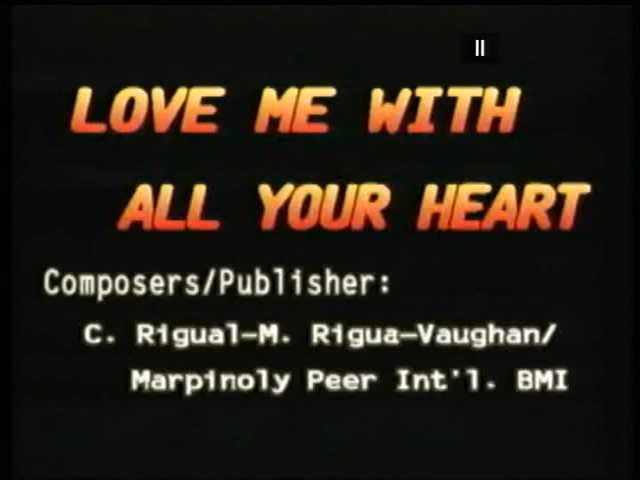 LOVE ME WITH
ALL YOUR HEART
Composers/Publisher:
C. Rigual-M. Rigua-Vaughan/
Marpinoly Peer Int'l. BMI